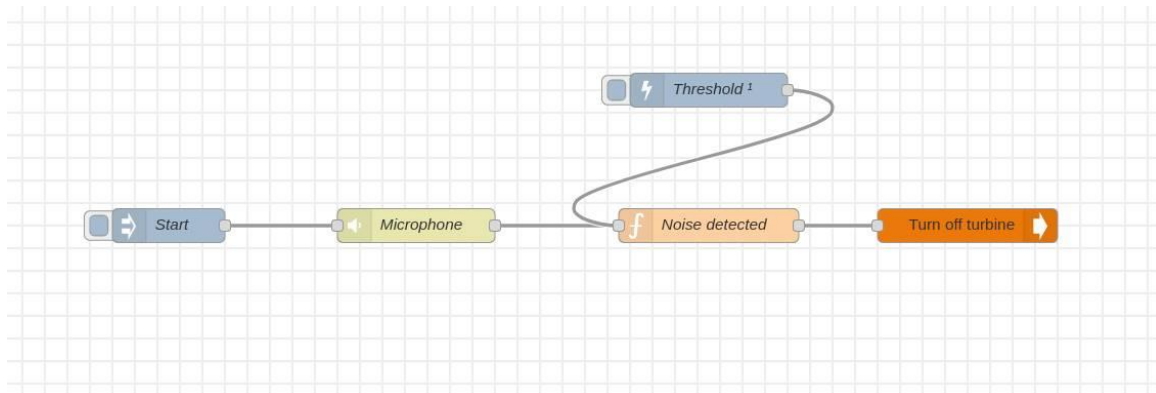 Threshold ¹
Start
Microphone
Noise detected
Turn off turbine